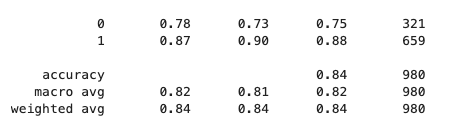 0 0.78 0.73 0.75 321
1 0.87 0.90 0.88 659
accuracy 0.84 980
macro avg 0.82 0.81 0.82 980
weighted avg 0.84 0.84 0.84 980